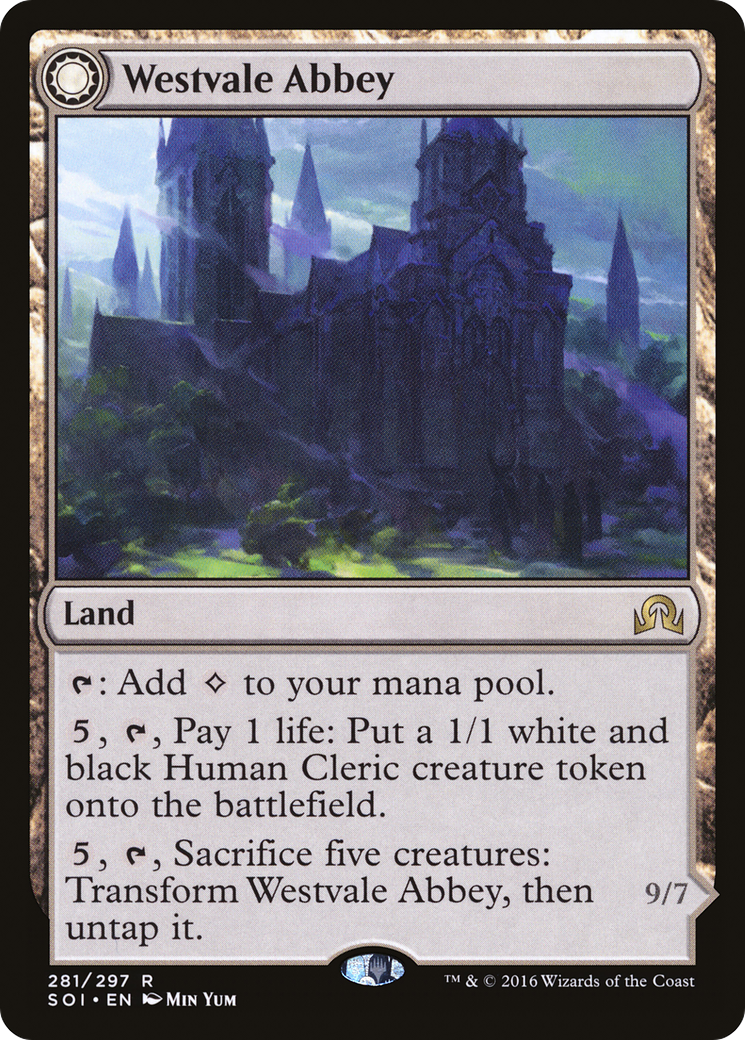 Westvale Abbey
Land
: Add to your mana pool.
5, , Pay 1 life: Put a 1/1 white and
black Human Cleric creature token
onto the battlefield.
5, , Sacrifice five creatures:
Transform Westvale Abbey, then
untap it.
9/7
281/297 R
SOI • EN Min Yum
™ & © 2016 Wizards of the Coast